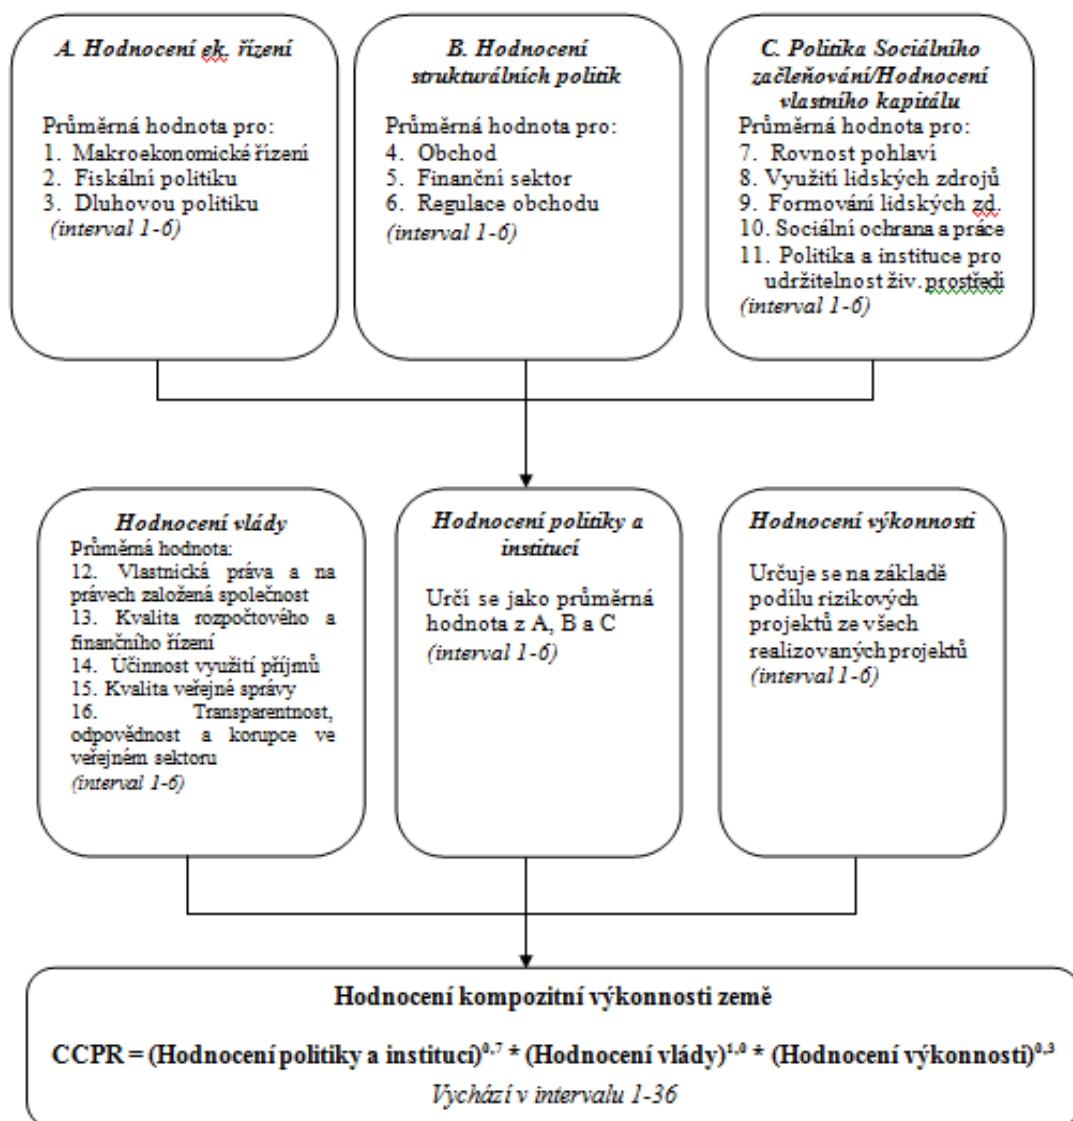 A. Hodnocení ek. řízení
Průměrná hodnota pro:
1. Makroekonomické řízení
2. Fiskální politiku
3. Dluhovou politiku
(interval 1-6)
B. Hodnocení
strukturálních politik
Průměrná hodnota pro:
4. Obchod
5. Finanční sektor
6. Regulace obchodu
(interval 1-6)
C. Politika Sociálního
začleňování/Hodnocení
vlastního kapitálu
Průměrná hodnota pro:
7. Rovnost pohlaví
8. Využití lidských zdrojů
9. Formování lidských zd.
10. Sociální ochrana a práce
11. Politika a instituce pro
udržitelnost živ. prostředí
(interval 1-6)
Hodnocení vlády
Průměrná hodnota:
12. Vlastnická práva a na
právech založená společnost
13. Kvalita rozpočtového a
finančního řízení
14. Účinnost využití příjmů
15. Kvalita veřejné správy
16. Transparentnost,
odpovědnost a korupce ve
veřejném sektoru
(interval 1-6)
Hodnocení politiky a
institucí
Určí se jako průměrná
hodnota z A, B a C
(interval 1-6)
Hodnocení výkonnosti
Určuje se na základě
podílu rizikových
projektů ze všech
realizovaných projektů
(interval 1-6)
Hodnocení kompozitní výkonnosti země
CCPR = (Hodnocení politiky a institucí)^0,7 * (Hodnocení vlády)^1,0 * (Hodnocení výkonnosti)^0,3
Vychází v intervalu 1-36